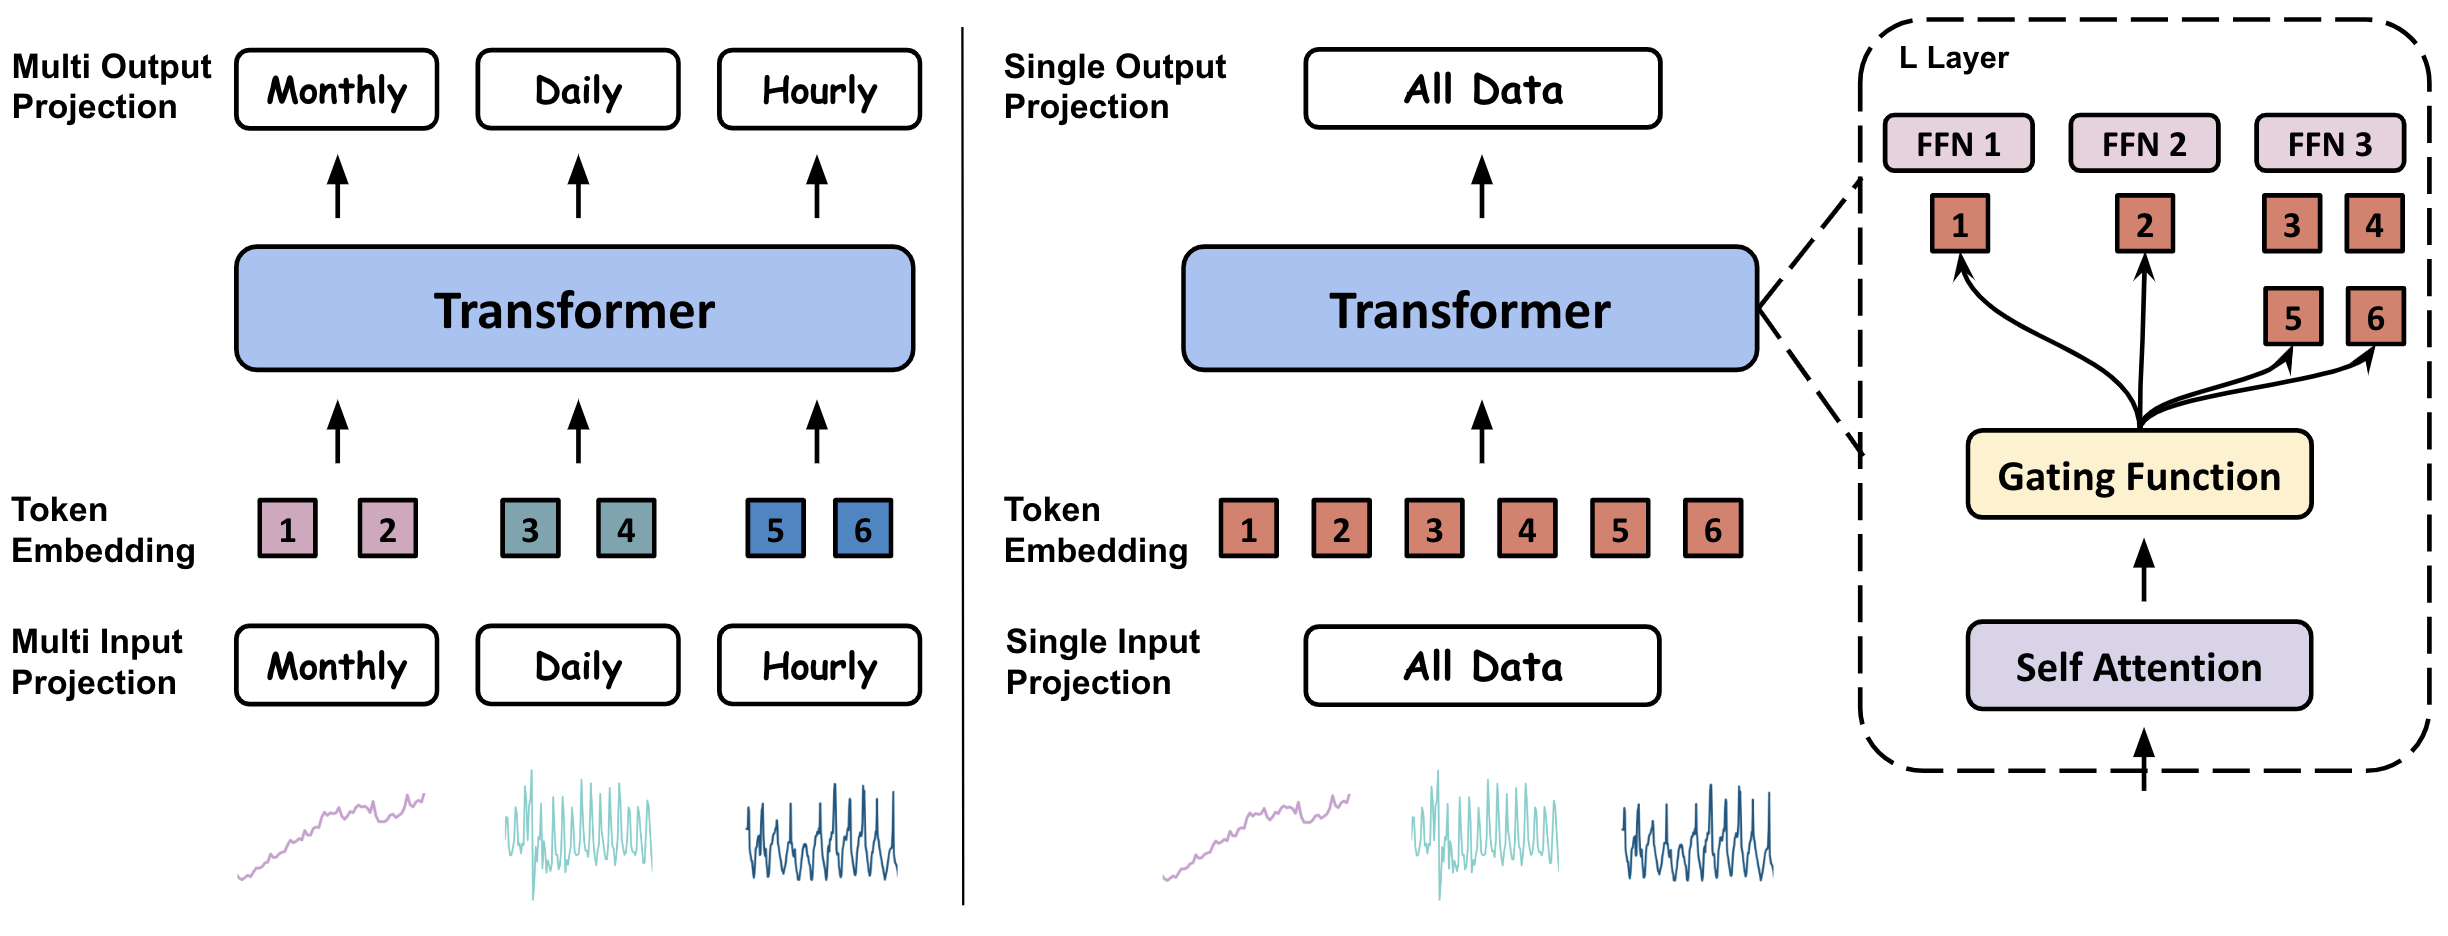 Multi Output
Projection
Monthly
Daily
Hourly
Transformer
Token
Embedding
1
2
3
4
5
6
Multi Input
Projection
Monthly
Daily
Hourly
Single Output
Projection
All Data
Transformer
Token
Embedding
1
2
3
4
5
6
Single Input
Projection
All Data
L Layer
FFN 1
FFN 2
FFN 3
1
2
3
4
5
6
Gating Function
Self Attention